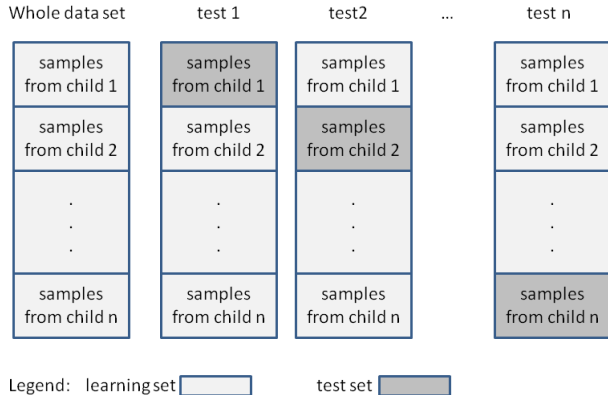 Whole data set test 1 test2 ... test n
samples samples samples samples
from child 1 from child 1 from child 1 from child 1
samples samples samples samples
from child 2 from child 2 from child 2 from child 2
. . . .
. . . .
. . . .
samples samples samples samples
from child n from child n from child n from child n
Legend: learning set test set